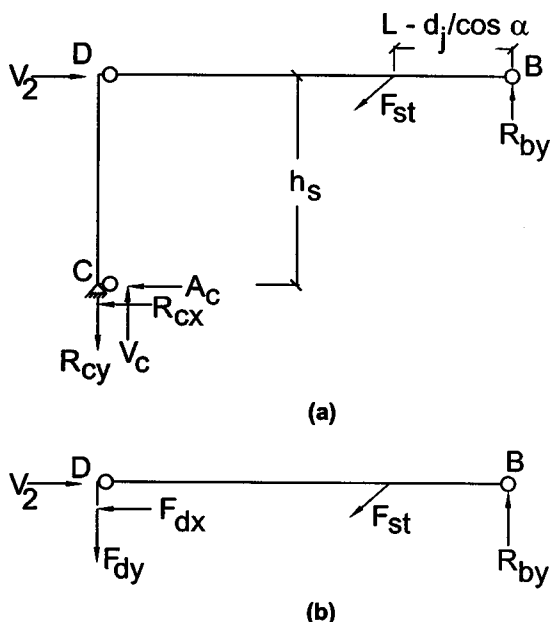 L - dj/cos α
D
V2
B
Fst
Rby
hs
C
Ac
Rcx
Rcy
Vc
(a)
D
B
V2
Fdx
Fst
Fdy
Rby
(b)